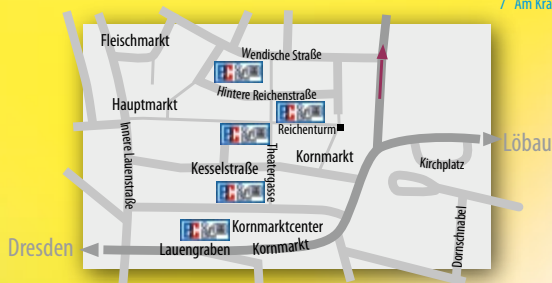 7 Am Kra
Fleischmarkt
Wendische Straße
Hintere Reichenstraße
Hauptmarkt
Reichenturm
Innere Lauenstraße
Theatergasse
Kornmarkt
Löbau
Kirchplatz
Kesselstraße
Dornschnabel
Kornmarktcenter
Dresden
Lauengraben
Kornmarkt